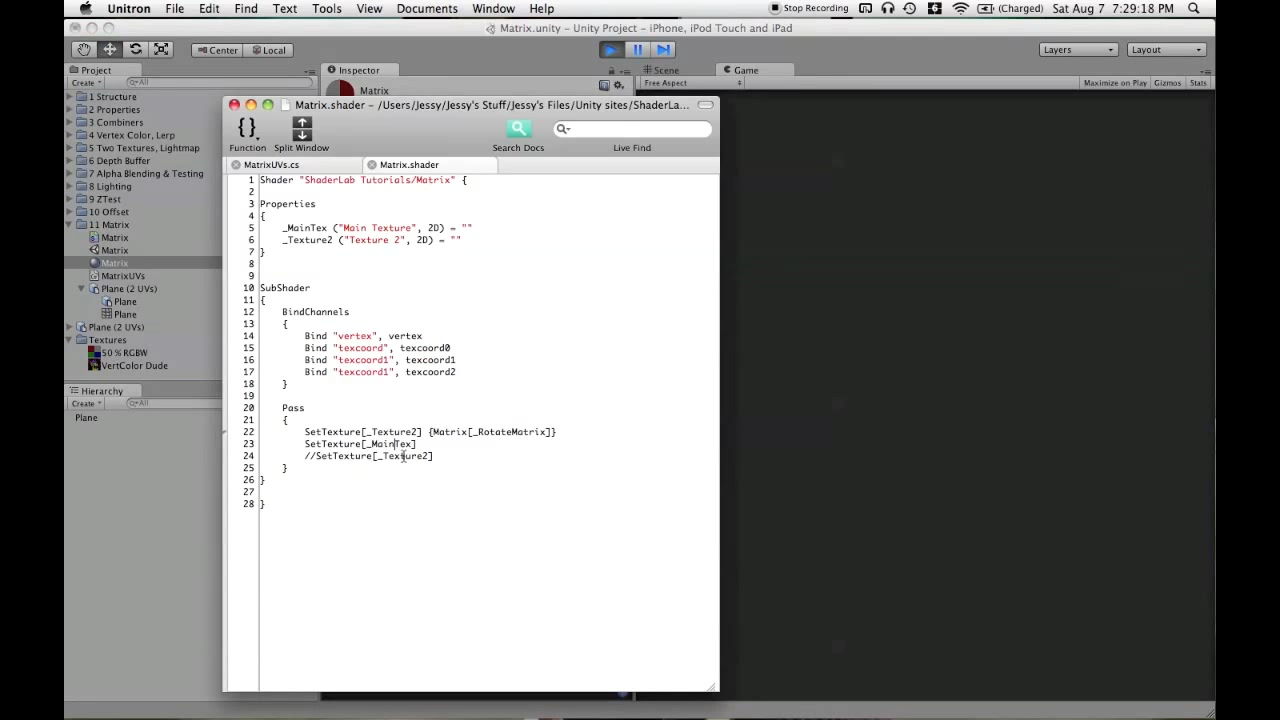 Unitron File Edit Find Text Tools Documents Window Help Stop Recording (Charged) Sat Aug 7 7:29:18 PM
Matrix.unity – Unity Project – iPhone, iPod Touch and iPad
Center Local Layers Layout
Project Inspector Scene Game
Create All Free Aspect Maximize on Play Gizmos Stats
Matrix
1 Structure
2 Properties
3 Combiners
4 Vertex Color, Lerp
5 Two Textures, Lightmap
6 Depth Buffer
7 Alpha Blending & Testing
8 Lighting
9 ZTest
10 Offset
11 Matrix
Matrix
Matrix
Matrix
MatrixUVs
Plane (2 UVs)
Plane
Plane
Plane (2 UVs)
Textures
50 % RGBW
VertColor Dude
Hierarchy
Create All
Plane
Matrix.shader – /Users/Jessy/Jessy's Stuff/Jessy's Files/Unity sites/ShaderLa...
{ }
Function Split Window Search Docs Live Find
MatrixUVs.cs Matrix.shader
1 Shader "ShaderLab Tutorials/Matrix" {
2
3 Properties
4 {
5 _MainTex ("Main Texture", 2D) = ""
6 _Texture2 ("Texture 2", 2D) = ""
7 }
8
9
10 SubShader
11 {
12 BindChannels
13 {
14 Bind "vertex", vertex
15 Bind "texcoord", texcoord0
16 Bind "texcoord1", texcoord1
17 Bind "texcoord1", texcoord2
18 }
19
20 Pass
21 {
22 SetTexture[_Texture2] {Matrix[_RotateMatrix]}
23 SetTexture[_MainTex]
24 //SetTexture[_Texture2]
25 }
26 }
27
28 }